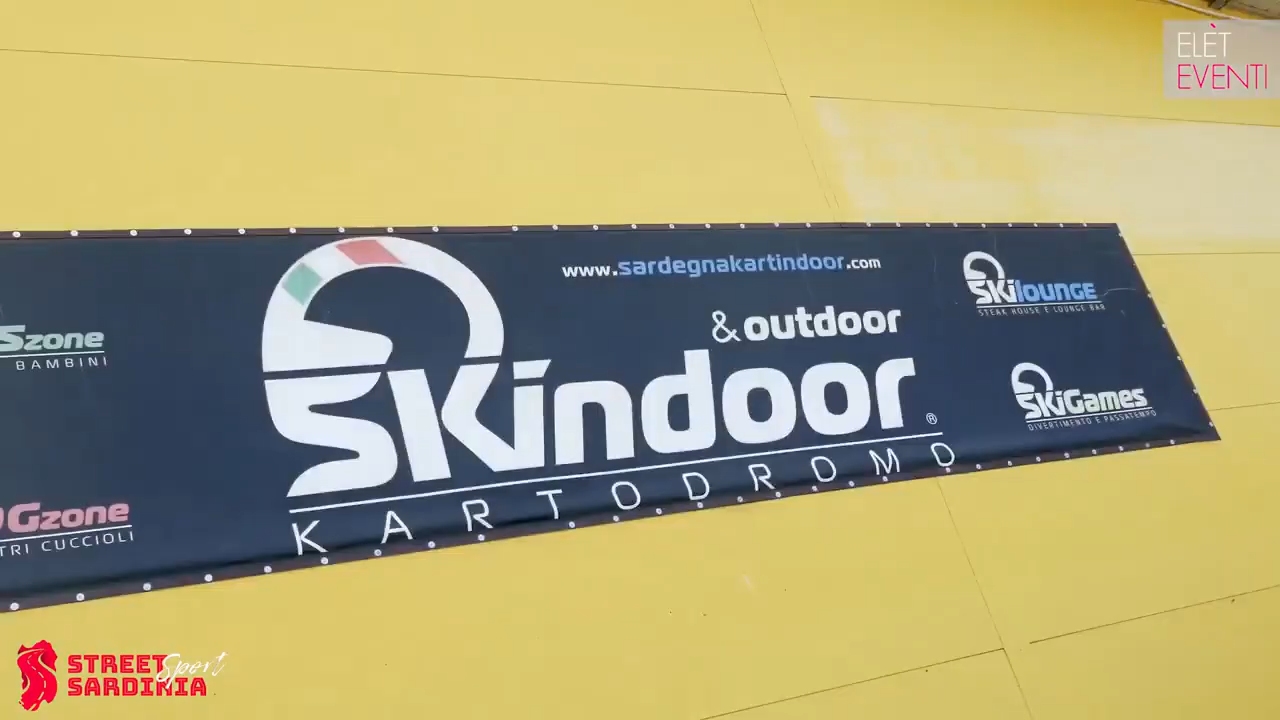 ELÈT
EVENTI
www.sardegnakartindoor.com
& outdoor
SKindoor®
KARTODROMO
Szone
BAMBINI
Gzone
TRI CUCCIOLI
SKilounge
STEAK HOUSE E LOUNGE BAR
SKiGames
DIVERTIMENTO E PASSATEMPO
STREET Sport
SARDINIA